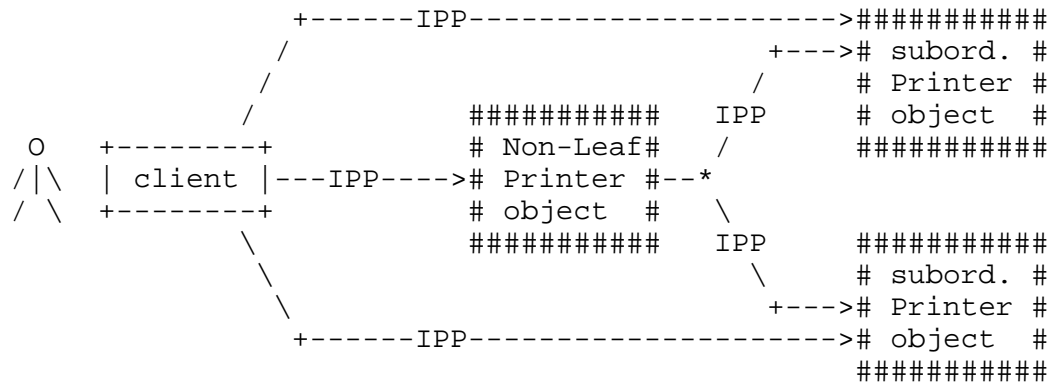 +------IPP--------------------->###########
/                            +---># subord. #
/                            /     # Printer #
/                  ###########   IPP      # object  #
O    +--------+                 # Non-Leaf#   /       ###########
/|\   | client |---IPP----># Printer #--*
/ \   +--------+                 # object  #   \
\                  ###########   IPP      ###########
\                            \     # subord. #
\                            +---># Printer #
+------IPP---------------------># object  #
###########